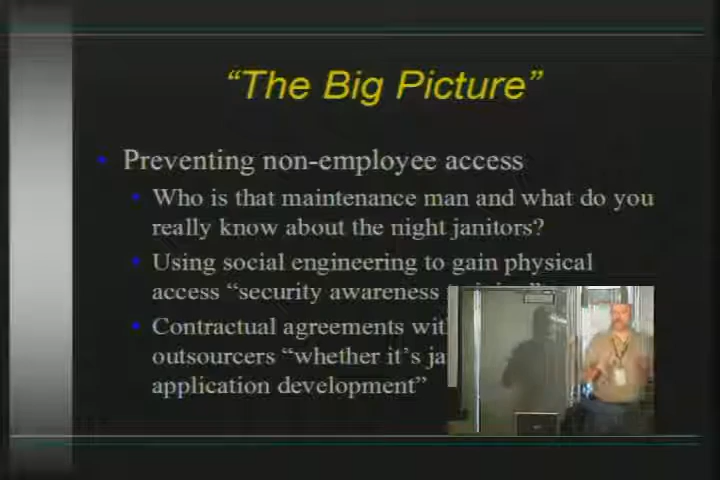 “The Big Picture”
• Preventing non-employee access
• Who is that maintenance man and what do you
really know about the night janitors?
• Using social engineering to gain physical
access “security awareness
• Contractual agreements
outsourcers “whether it’s
application development”